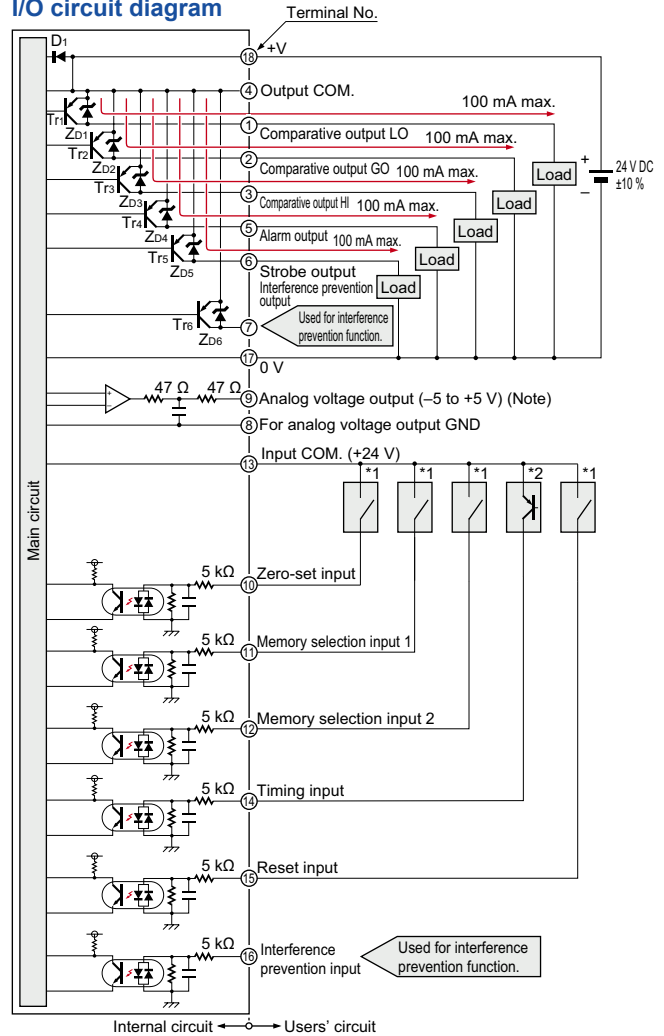 I/O circuit diagram
Terminal No.
D1
18 +V
4 Output COM.
100 mA max.
Tr1
ZD1
1
Comparative output LO
100 mA max.
Tr2
ZD2
2
Comparative output GO
100 mA max.
Tr3
ZD3
3
Comparative output HI
100 mA max.
Tr4
ZD4
5
Alarm output
100 mA max.
Tr5
ZD5
6
Strobe output
Interference prevention
output
Load
Load
Load
Load
Load
+
–
24 V DC
±10 %
Tr6
ZD6
7
Used for interference
prevention function.
17
0 V
+
–
47 Ω
47 Ω
9 Analog voltage output (–5 to +5 V) (Note)
8 For analog voltage output GND
13
Input COM. (+24 V)
*1
*1
*1
*2
*1
Main circuit
5 kΩ
10
Zero-set input
5 kΩ
11
Memory selection input 1
5 kΩ
12
Memory selection input 2
5 kΩ
14
Timing input
5 kΩ
15
Reset input
5 kΩ
16
Interference
prevention input
Used for interference
prevention function.
Internal circuit
Users’ circuit